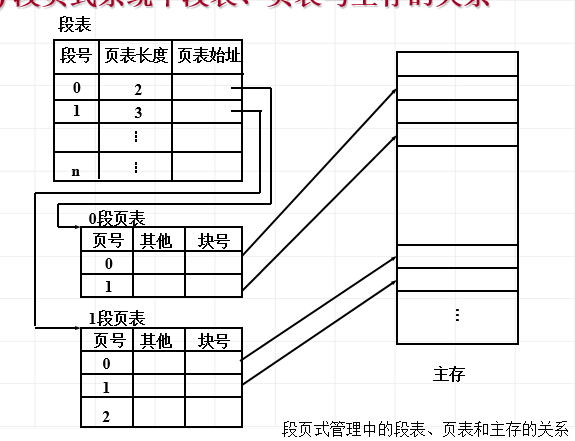 段页式系统中段表、页表与主存的关系
段表
段号 页表长度 页表始址
0 2
1 3
⋮
n ⋮
0段页表
页号 其他 块号
0
1
1段页表
页号 其他 块号
0
1
2
⋮
主存
段页式管理中的段表、页表和主存的关系